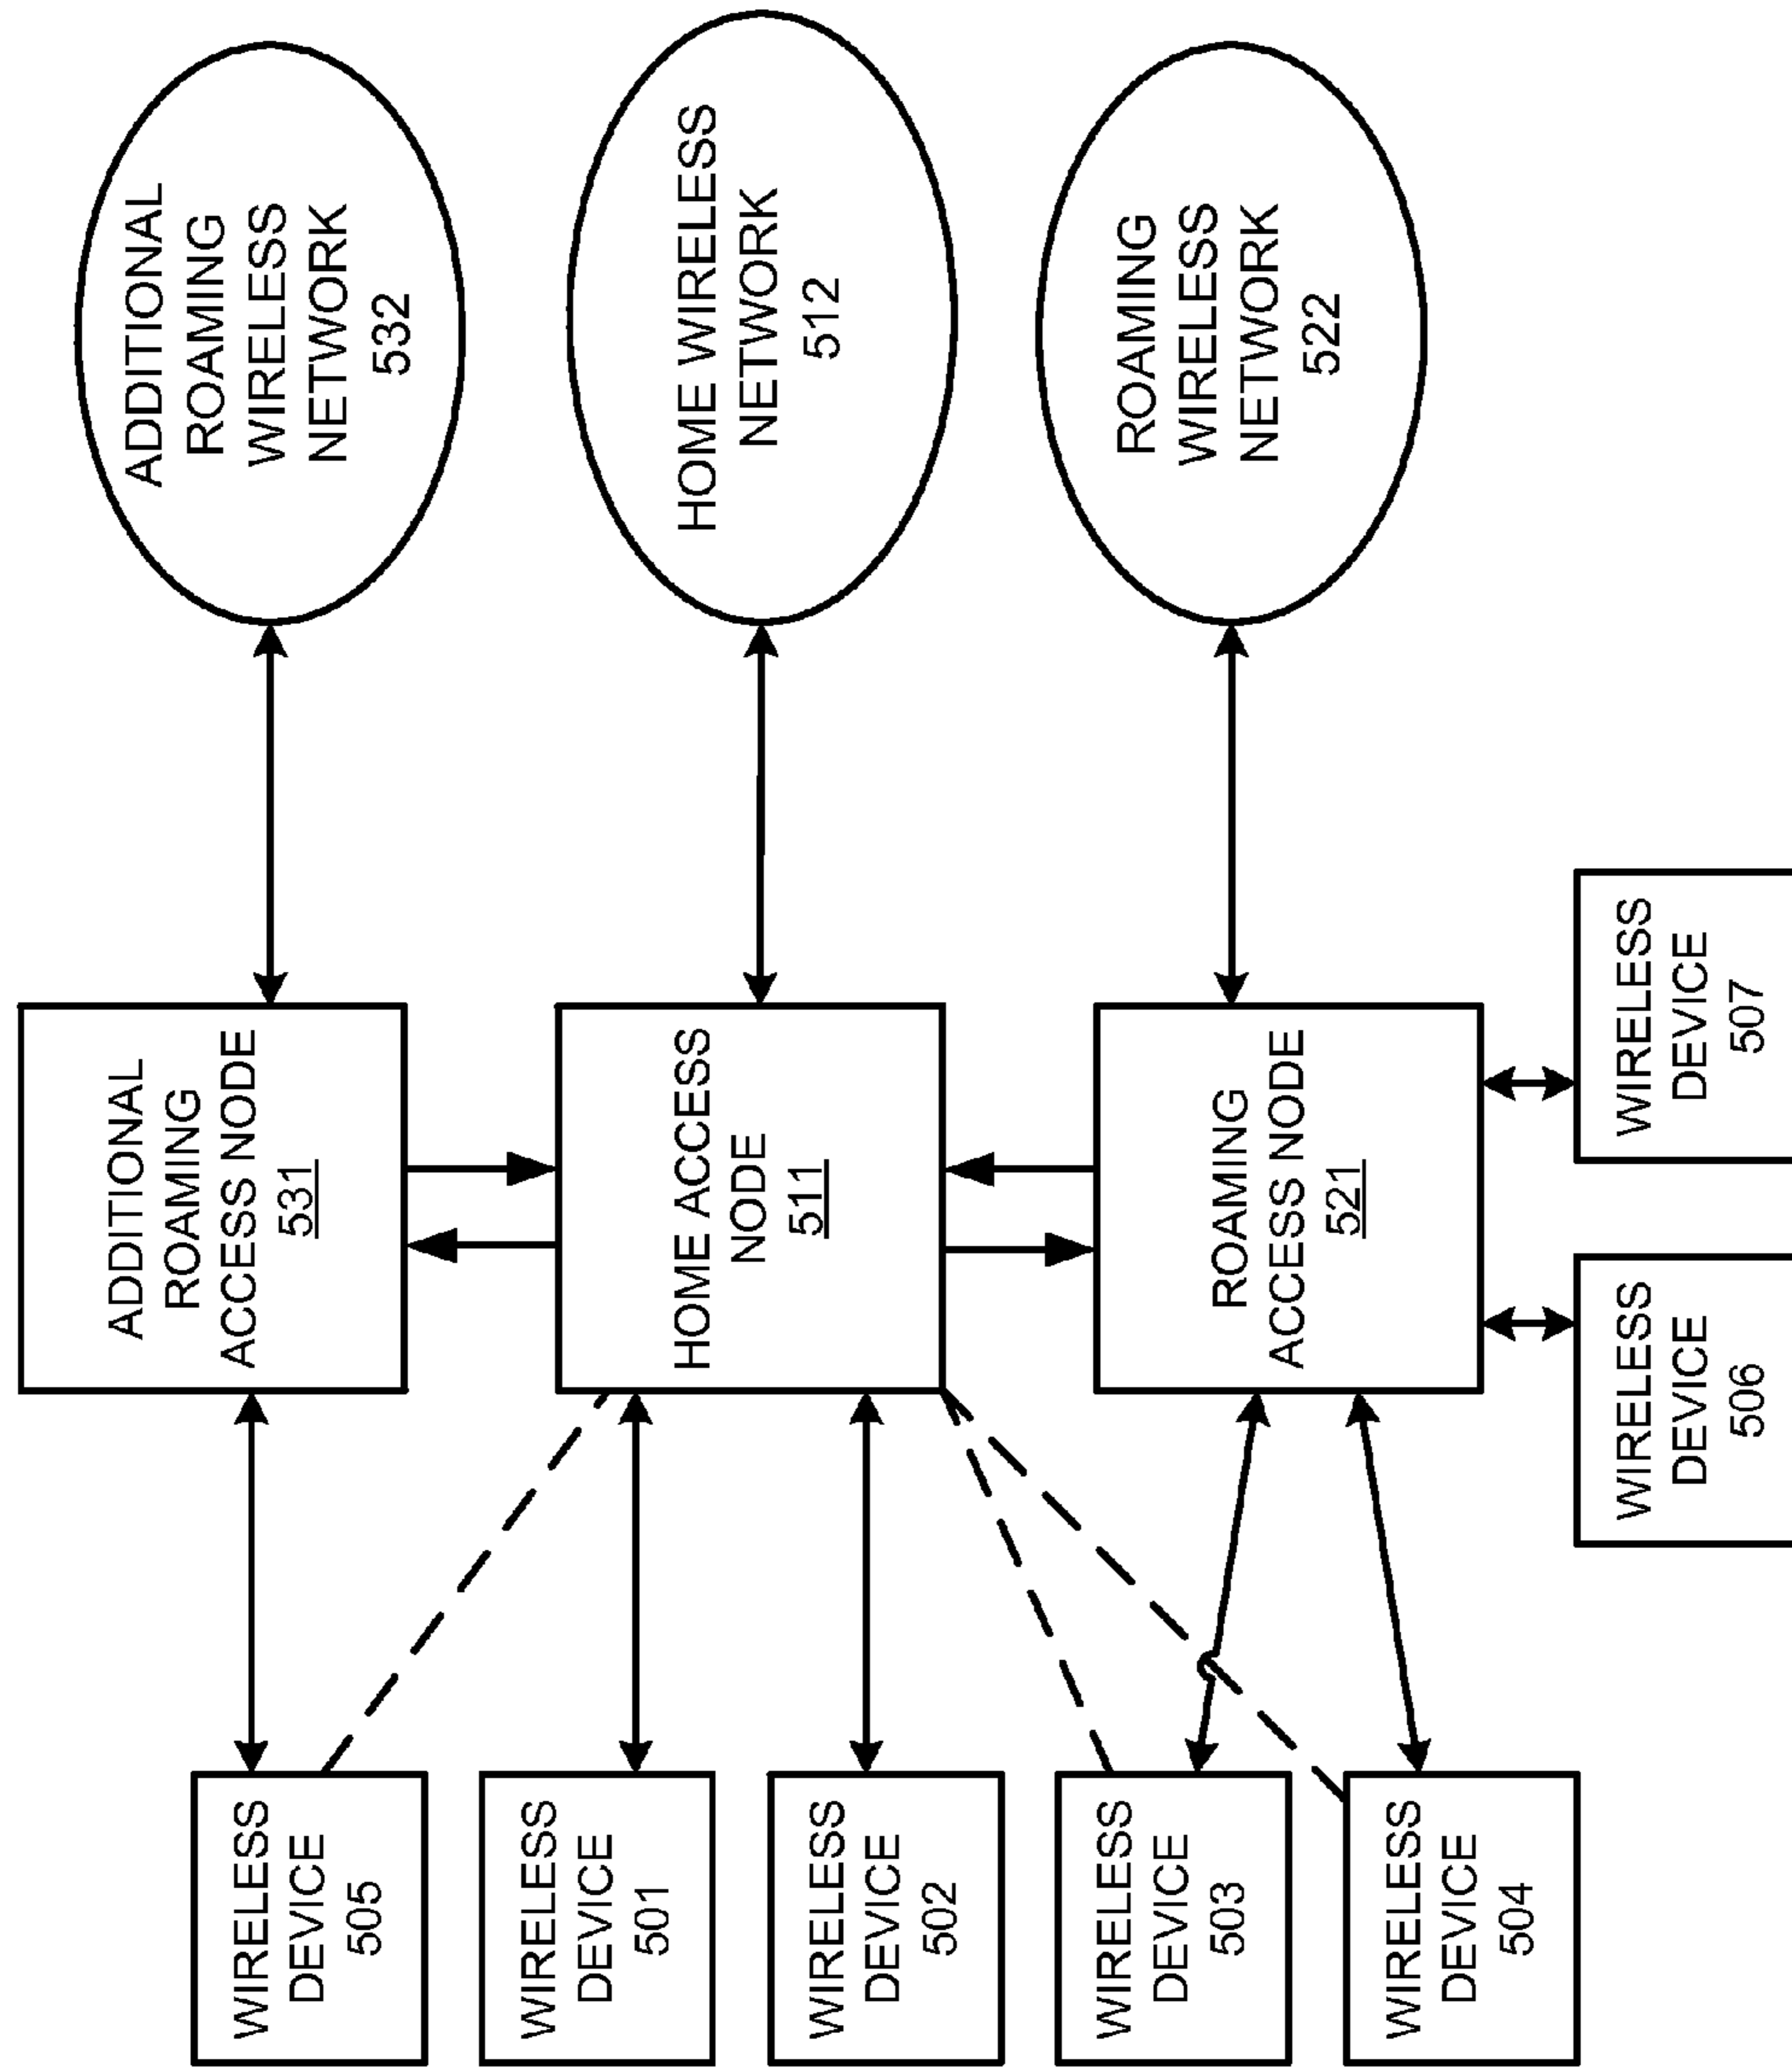 WIRELESS
DEVICE
505
WIRELESS
DEVICE
501
WIRELESS
DEVICE
502
WIRELESS
DEVICE
503
WIRELESS
DEVICE
504
ADDITIONAL
ROAMING
ACCESS NODE
531
HOME ACCESS
NODE
511
ROAMING
ACCESS NODE
521
WIRELESS
DEVICE
506
WIRELESS
DEVICE
507
ADDITIONAL
ROAMING
WIRELESS
NETWORK
532
HOME WIRELESS
NETWORK
512
ROAMING
WIRELESS
NETWORK
522